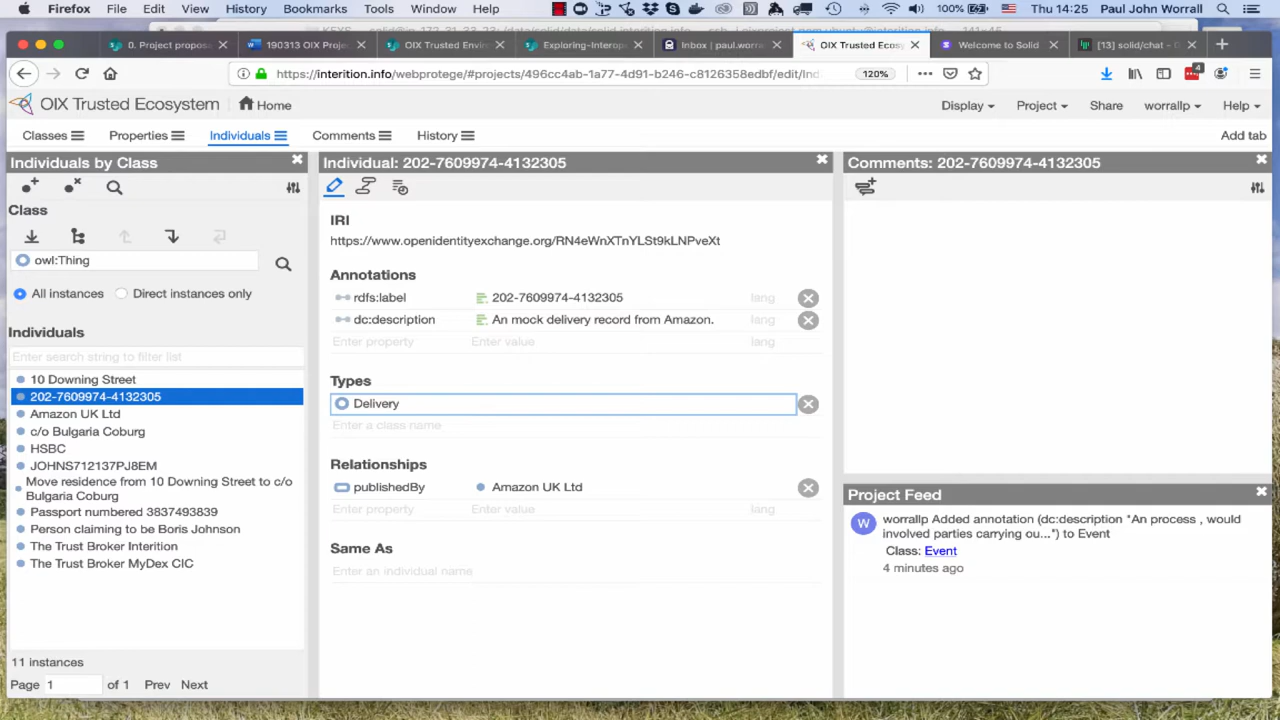 Firefox File Edit View History Bookmarks Tools Window Help 100% Thu 14:25 Paul John Worrall
0. Project propos 190313 OIX Proje OIX Trusted Envir Exploring-Interop Inbox | paul.worra OIX Trusted Ecosy Welcome to Solid [13] solid/chat - D
https://interition.info/webprotege/#projects/496cc4ab-1a77-4d91-b246-c8126358edbf/edit/Ind 120% 4
OIX Trusted Ecosystem Home Display Project Share worrallp Help
Classes Properties Individuals Comments History Add tab
Individuals by Class
Class
owl:Thing
All instances Direct instances only
Individuals
Enter search string to filter list
10 Downing Street
202-7609974-4132305
Amazon UK Ltd
c/o Bulgaria Coburg
HSBC
JOHNS712137PJ8EM
Move residence from 10 Downing Street to c/o
Bulgaria Coburg
Passport numbered 3837493839
Person claiming to be Boris Johnson
The Trust Broker Interition
The Trust Broker MyDex CIC
11 instances
Page 1 of 1 Prev Next
Individual: 202-7609974-4132305
IRI
https://www.openidentityexchange.org/RN4eWnXTnYLSt9kLNPveXt
Annotations
rdfs:label 202-7609974-4132305 lang
dc:description An mock delivery record from Amazon. lang
Enter property Enter value lang
Types
Delivery
Enter a class name
Relationships
publishedBy Amazon UK Ltd
Enter property Enter value lang
Same As
Enter an individual name
Comments: 202-7609974-4132305
Project Feed
W worrallp Added annotation (dc:description "An process , would
involved parties carrying ou...") to Event
Class: Event
4 minutes ago